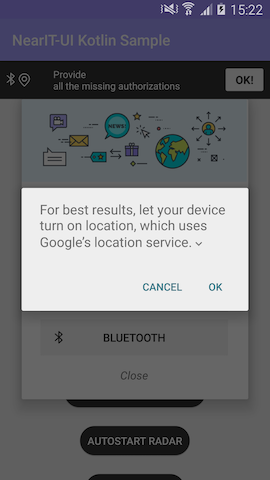 15:22
NearIT-UI Kotlin Sample
Provide
all the missing authorizations
OK!
NEWS
For best results, let your device
turn on location, which uses
Google's location service.
CANCEL OK
BLUETOOTH
Close
AUTOSTART RADAR